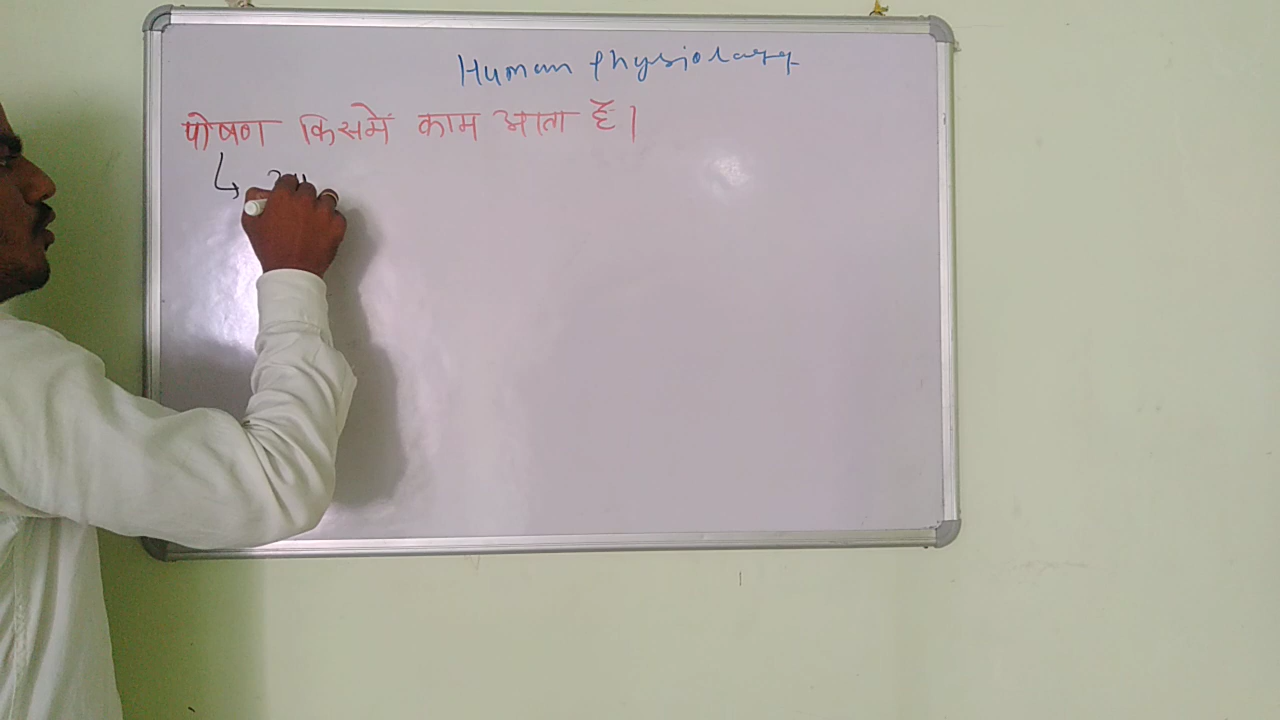 Human Physiology
पोषण किसमें काम आता हैं।